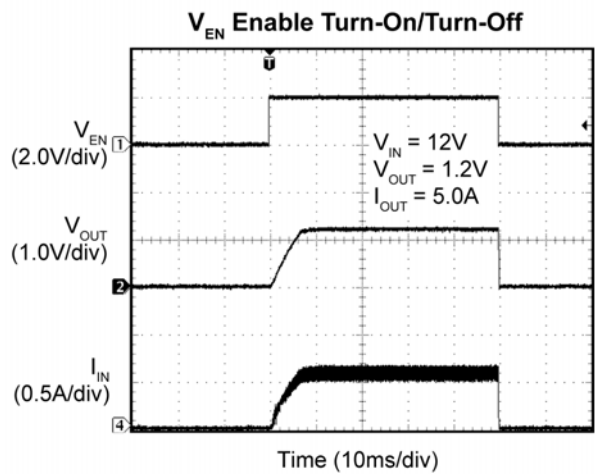 V_EN Enable Turn-On/Turn-Off
T
V_EN
(2.0V/div)
1
V_IN = 12V
V_OUT = 1.2V
I_OUT = 5.0A
V_OUT
(1.0V/div)
2
I_IN
(0.5A/div)
4
Time (10ms/div)